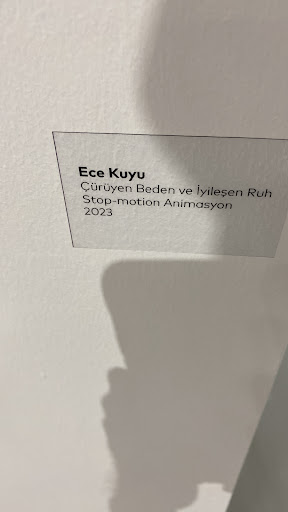 Ece Kuyu
Çürüyen Beden ve İyileşen Ruh
Stop-motion Animasyon
2023